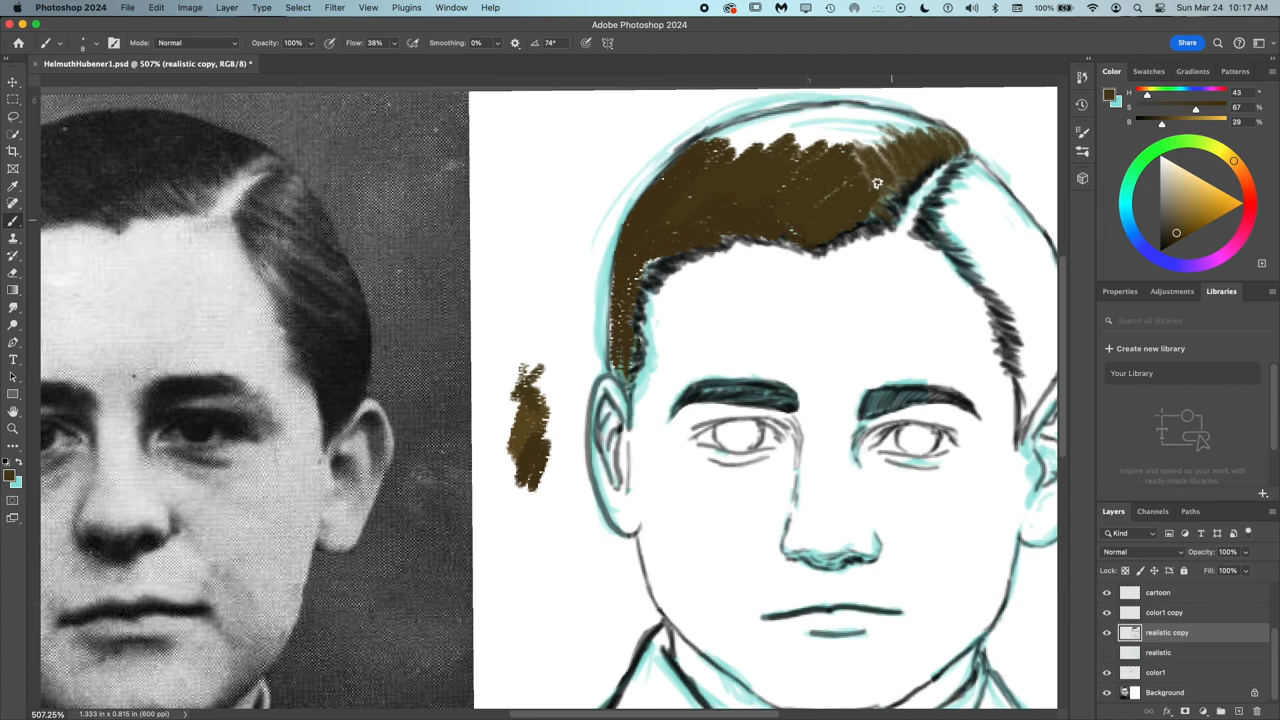 Photoshop 2024 File Edit Image Layer Type Select Filter View Plugins Window Help 100% Sun Mar 24 10:17 AM
Adobe Photoshop 2024
8 Mode: Normal Opacity: 100% Flow: 38% Smoothing: 0% 74° Share
HelmuthHubener1.psd @ 507% (realistic copy, RGB/8) *
Color Swatches Gradients Patterns
H 43 °
S 67 %
B 29 %
Properties Adjustments Libraries
Search all libraries
Create new library
Your Library
Inspire and speed up your work with
ready-made libraries.
Layers Channels Paths
Kind
Normal Opacity: 100%
Lock: Fill: 100%
cartoon
color1 copy
realistic copy
realistic
color1
Background
507.25% 1.333 in x 0.815 in (600 ppi)